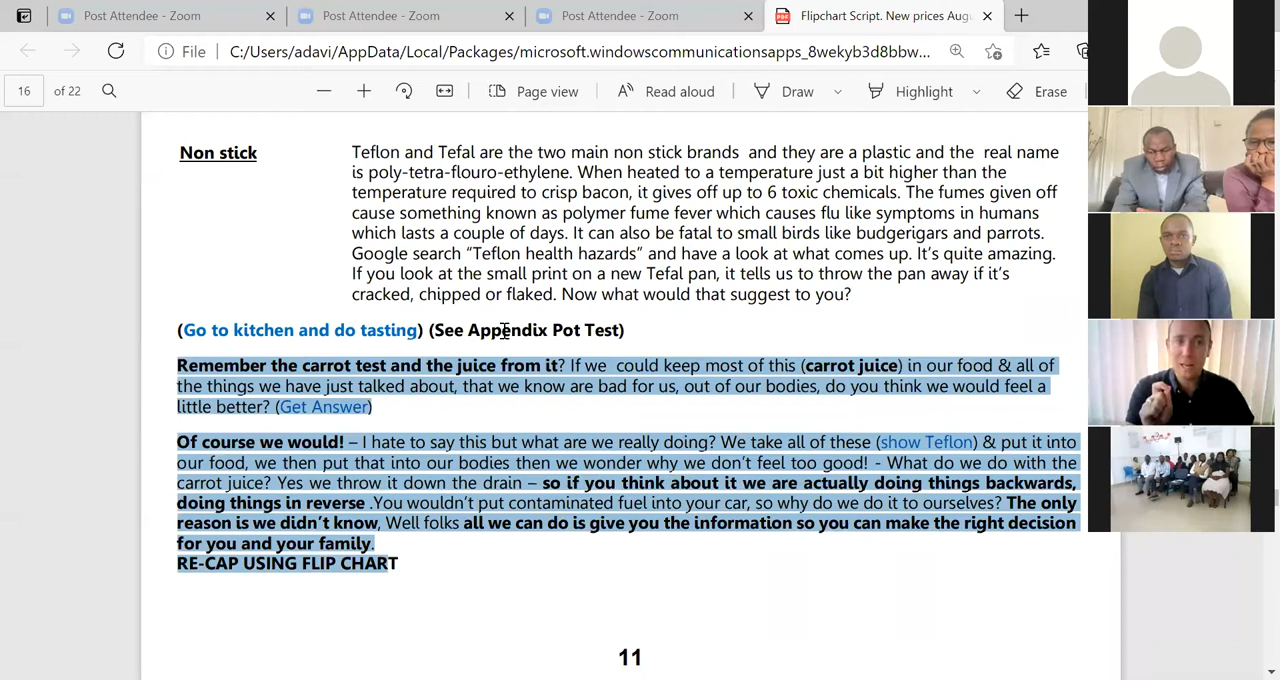 Post Attendee - Zoom
Post Attendee - Zoom
Post Attendee - Zoom
Flipchart Script. New prices Aug
File
C:/Users/adavi/AppData/Local/Packages/microsoft.windowscommunicationsapps_8wekyb3d8bbw...
16 of 22
Page view
Read aloud
Draw
Highlight
Erase
Non stick
Teflon and Tefal are the two main non stick brands and they are a plastic and the real name
is poly-tetra-flouro-ethylene. When heated to a temperature just a bit higher than the
temperature required to crisp bacon, it gives off up to 6 toxic chemicals. The fumes given off
cause something known as polymer fume fever which causes flu like symptoms in humans
which lasts a couple of days. It can also be fatal to small birds like budgerigars and parrots.
Google search “Teflon health hazards” and have a look at what comes up. It’s quite amazing.
If you look at the small print on a new Tefal pan, it tells us to throw the pan away if it’s
cracked, chipped or flaked. Now what would that suggest to you?
(Go to kitchen and do tasting) (See Appendix Pot Test)
Remember the carrot test and the juice from it? If we could keep most of this (carrot juice) in our food & all of
the things we have just talked about, that we know are bad for us, out of our bodies, do you think we would feel a
little better? (Get Answer)
Of course we would! – I hate to say this but what are we really doing? We take all of these (show Teflon) & put it into
our food, we then put that into our bodies then we wonder why we don’t feel too good! - What do we do with the
carrot juice? Yes we throw it down the drain – so if you think about it we are actually doing things backwards,
doing things in reverse .You wouldn’t put contaminated fuel into your car, so why do we do it to ourselves? The only
reason is we didn’t know, Well folks all we can do is give you the information so you can make the right decision
for you and your family.
RE-CAP USING FLIP CHART
11